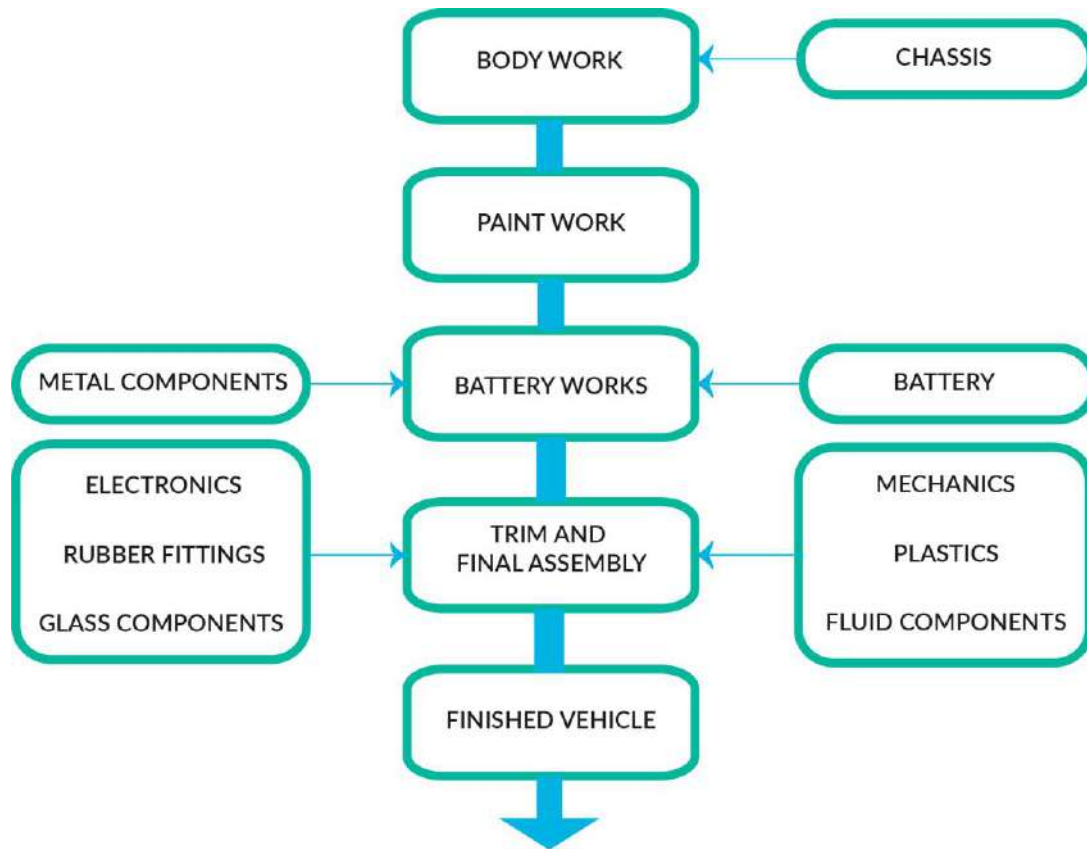 BODY WORK
CHASSIS
PAINT WORK
METAL COMPONENTS
BATTERY WORKS
BATTERY
ELECTRONICS
RUBBER FITTINGS
GLASS COMPONENTS
TRIM AND
FINAL ASSEMBLY
MECHANICS
PLASTICS
FLUID COMPONENTS
FINISHED VEHICLE